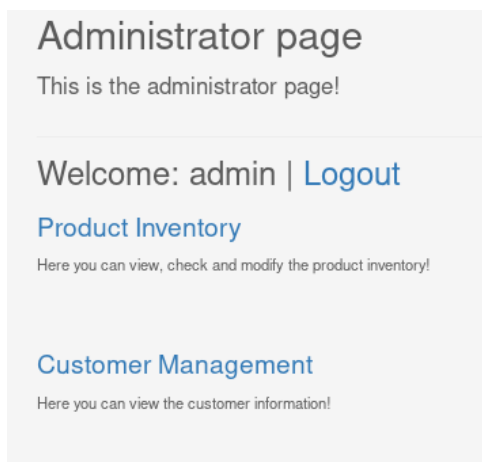 Administrator page
This is the administrator page!
Welcome: admin | Logout
Product Inventory
Here you can view, check and modify the product inventory!
Customer Management
Here you can view the customer information!